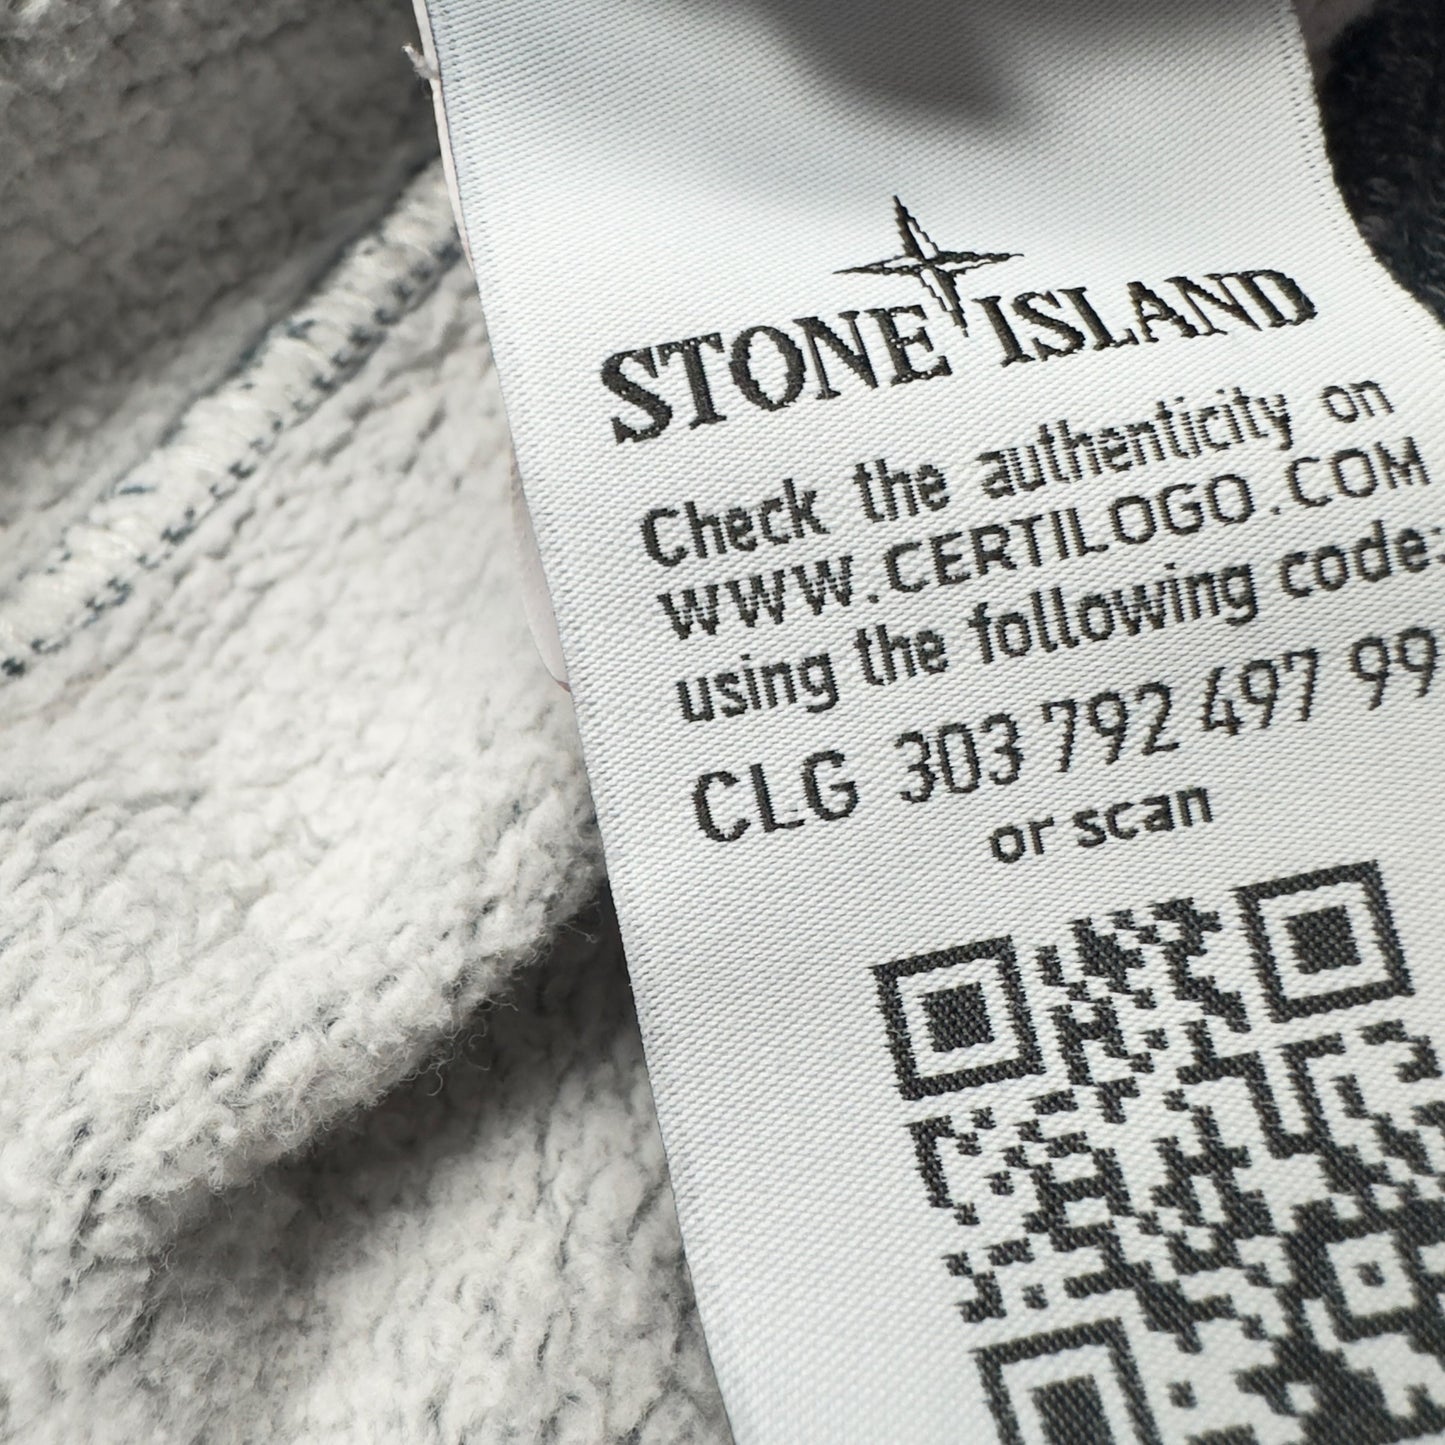 STONE ISLAND
Check the authenticity on
WWW.CERTILOGO.COM
using the following code:
CLG 303 792 497 99
or scan